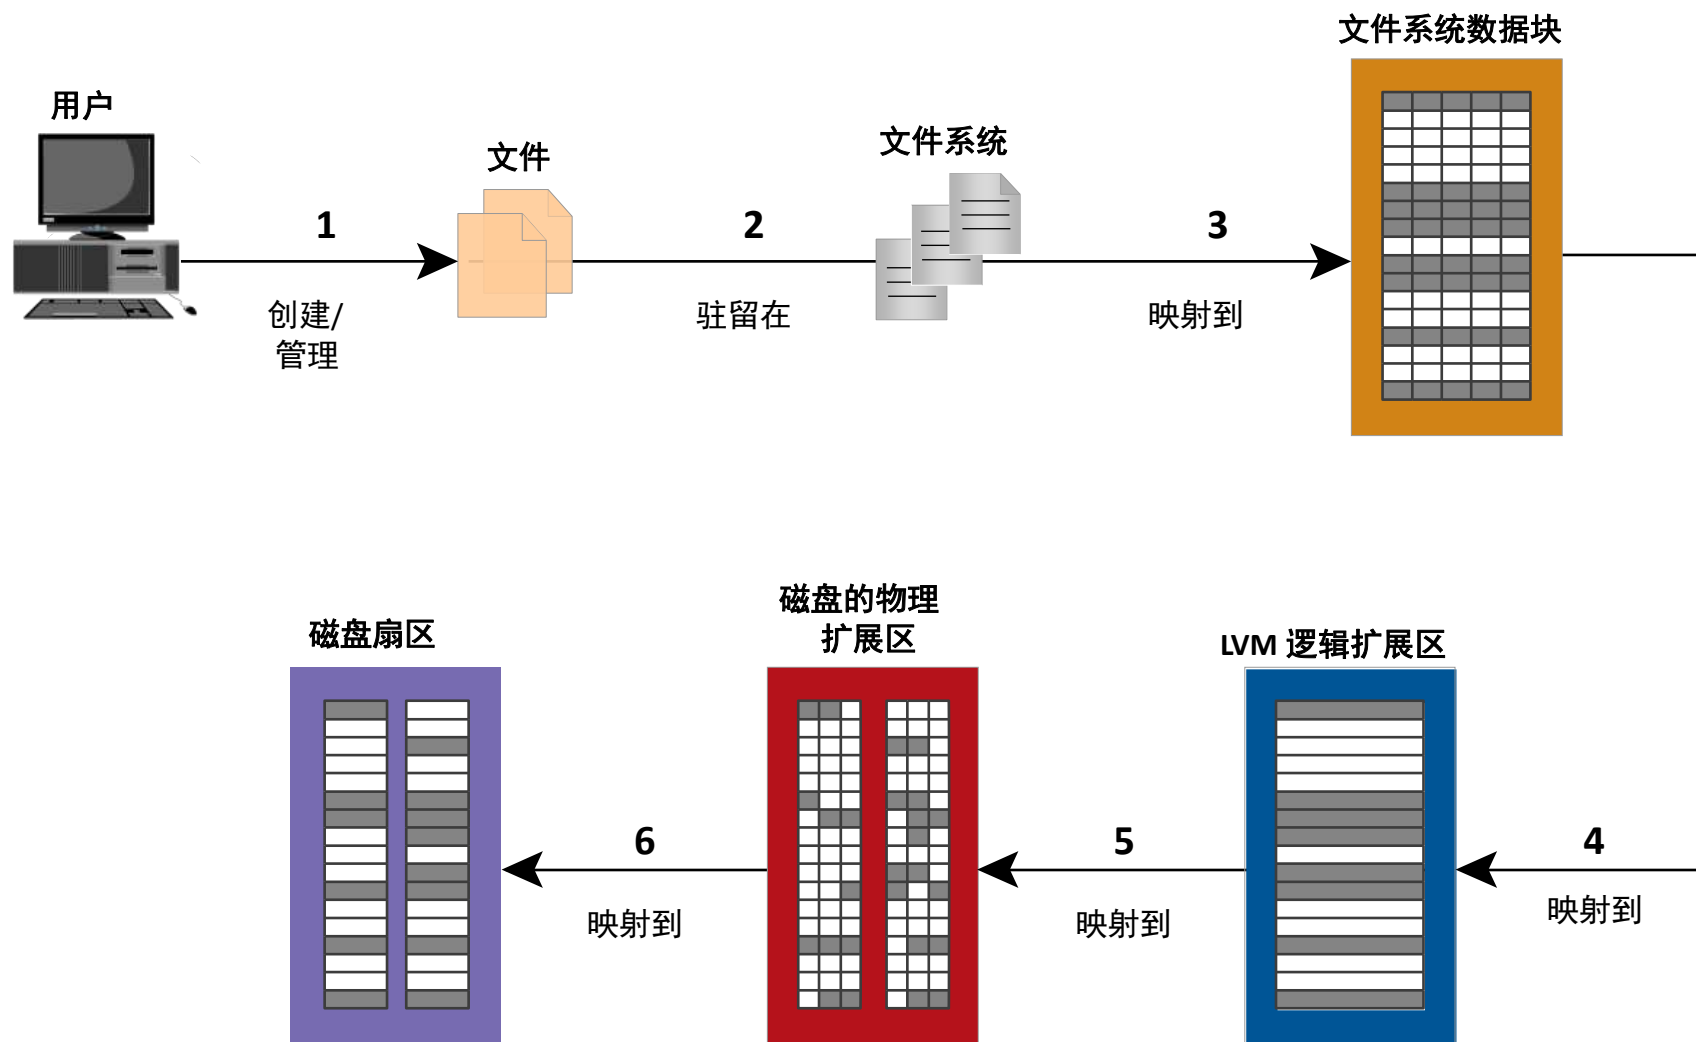 用户
文件
文件系统
文件系统数据块
1
2
3
创建/
管理
驻留在
映射到
磁盘扇区
磁盘的物理
扩展区
LVM 逻辑扩展区
6
5
4
映射到
映射到
映射到